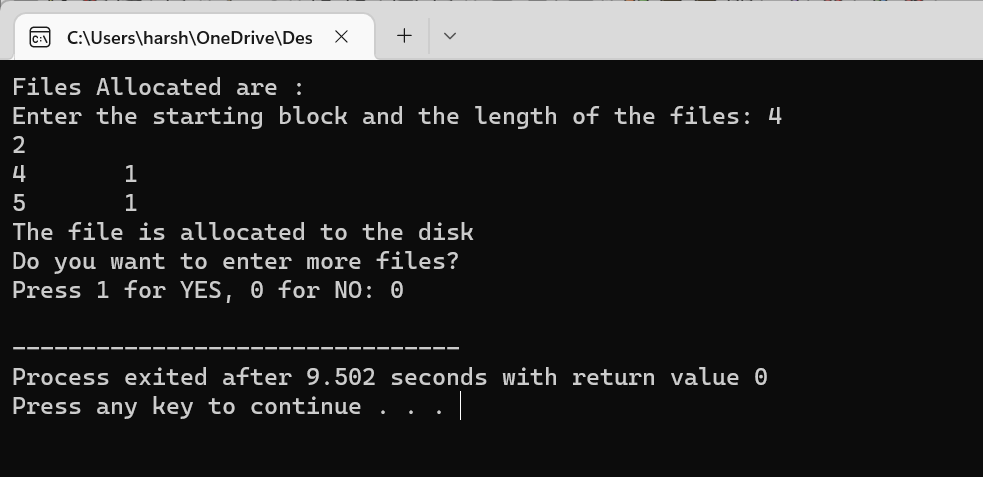 C:\Users\harsh\OneDrive\Des
Files Allocated are :
Enter the starting block and the length of the files: 4
2
4       1
5       1
The file is allocated to the disk
Do you want to enter more files?
Press 1 for YES, 0 for NO: 0

--------------------------------
Process exited after 9.502 seconds with return value 0
Press any key to continue . . .